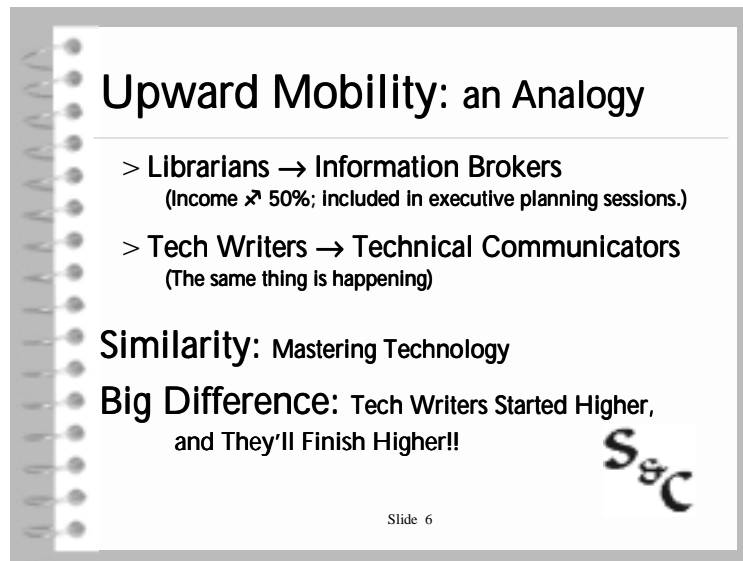 Upward Mobility: an Analogy
> Librarians → Information Brokers
(Income ♐ 50%; included in executive planning sessions.)
> Tech Writers → Technical Communicators
(The same thing is happening)
Similarity: Mastering Technology
Big Difference: Tech Writers Started Higher,
and They'll Finish Higher!!
S&C
Slide 6